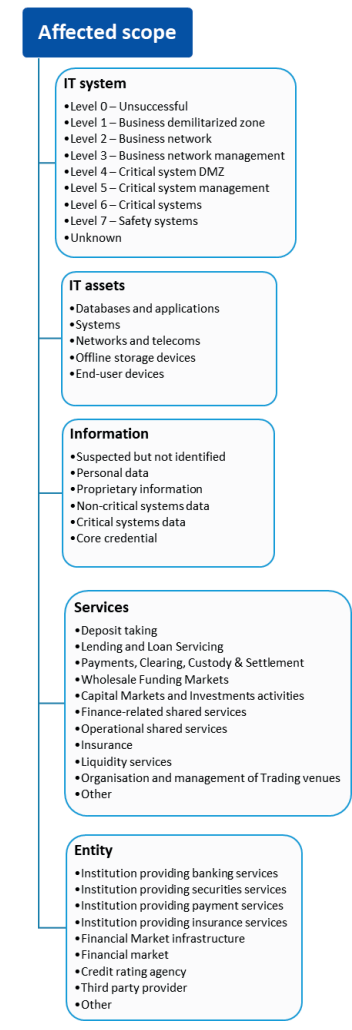 Affected scope
IT system
•Level 0 – Unsuccessful
•Level 1 – Business demilitarized zone
•Level 2 – Business network
•Level 3 – Business network management
•Level 4 – Critical system DMZ
•Level 5 – Critical system management
•Level 6 – Critical systems
•Level 7 – Safety systems
•Unknown
IT assets
•Databases and applications
•Systems
•Networks and telecoms
•Offline storage devices
•End-user devices
Information
•Suspected but not identified
•Personal data
•Proprietary information
•Non-critical systems data
•Critical systems data
•Core credential
Services
•Deposit taking
•Lending and Loan Servicing
•Payments, Clearing, Custody & Settlement
•Wholesale Funding Markets
•Capital Markets and Investments activities
•Finance-related shared services
•Operational shared services
•Insurance
•Liquidity services
•Organisation and management of Trading venues
•Other
Entity
•Institution providing banking services
•Institution providing securities services
•Institution providing payment services
•Institution providing insurance services
•Financial Market infrastructure
•Financial market
•Credit rating agency
•Third party provider
•Other